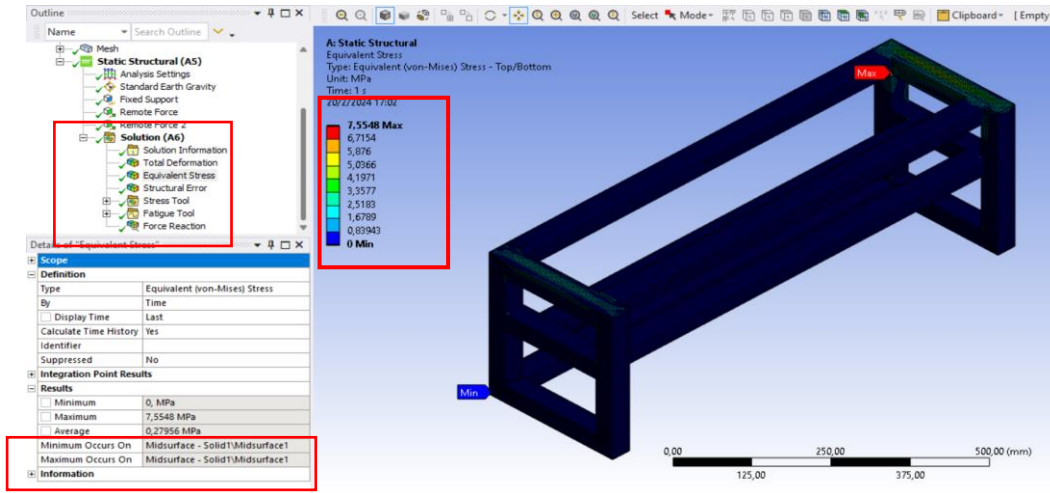 Outline
Name
Search Outline
Mesh
Static Structural (A5)
Analysis Settings
Standard Earth Gravity
Fixed Support
Remote Force
Remote Force 2
Solution (A6)
Solution Information
Total Deformation
Equivalent Stress
Structural Error
Stress Tool
Fatigue Tool
Force Reaction
Details of "Equivalent Stress"
Scope
Definition
Type Equivalent (von-Mises) Stress
By Time
Display Time Last
Calculate Time History Yes
Identifier
Suppressed No
Integration Point Results
Results
Minimum 0, MPa
Maximum 7,5548 MPa
Average 0,27956 MPa
Minimum Occurs On Midsurface - Solid1\Midsurface1
Maximum Occurs On Midsurface - Solid1\Midsurface1
Information
Select Mode Clipboard [Empty
A: Static Structural
Equivalent Stress
Type: Equivalent (von-Mises) Stress - Top/Bottom
Unit: MPa
Time: 1 s
20/2/2024 17:02
7,5548 Max
6,7154
5,876
5,0366
4,1971
3,3577
2,5183
1,6789
0,83943
0 Min
Max
Min
0,00 250,00 500,00 (mm)
125,00 375,00